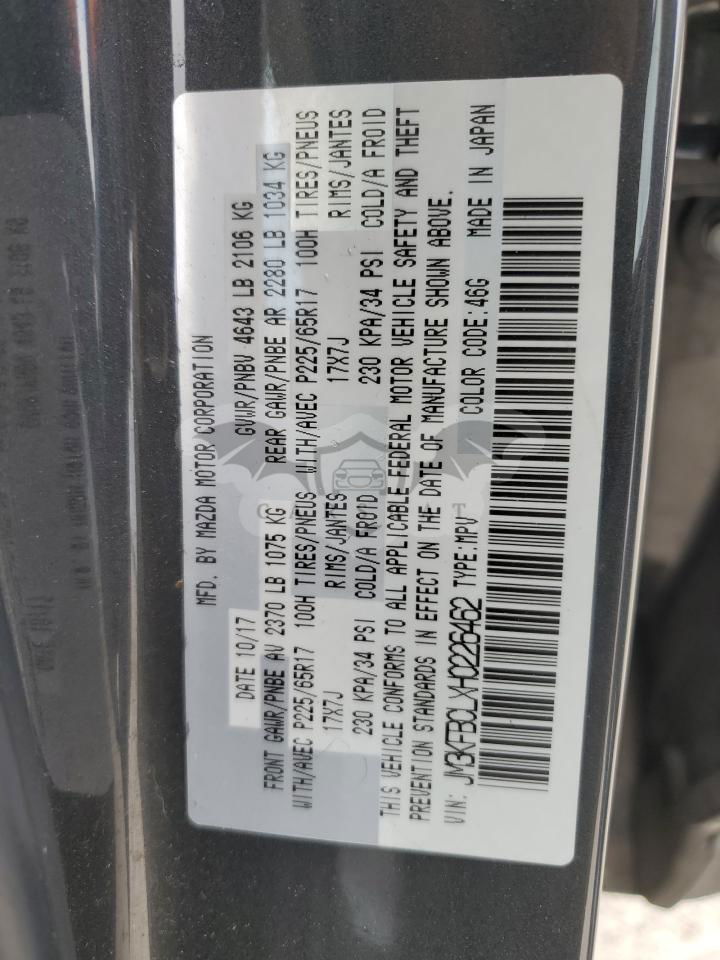 MFD. BY MAZDA MOTOR CORPORATION
DATE 10/17 GVWR/PNBV 4643 LB 2106 KG
FRONT GAWR/PNBE AV 2370 LB 1075 KG REAR GAWR/PNBE AR 2280 LB 1034 KG
WITH/AVEC P225/65R17 100H TIRES/PNEUS WITH/AVEC P225/65R17 100H TIRES/PNEUS
17X7J RIMS/JANTES 17X7J RIMS/JANTES
230 KPA/34 PSI COLD/A FROID 230 KPA/34 PSI COLD/A FROID
THIS VEHICLE CONFORMS TO ALL APPLICABLE FEDERAL MOTOR VEHICLE SAFETY AND THEFT
PREVENTION STANDARDS IN EFFECT ON THE DATE OF MANUFACTURE SHOWN ABOVE.
VIN: JM3KFBCLXH0226462 TYPE:MPV COLOR CODE:46G MADE IN JAPAN